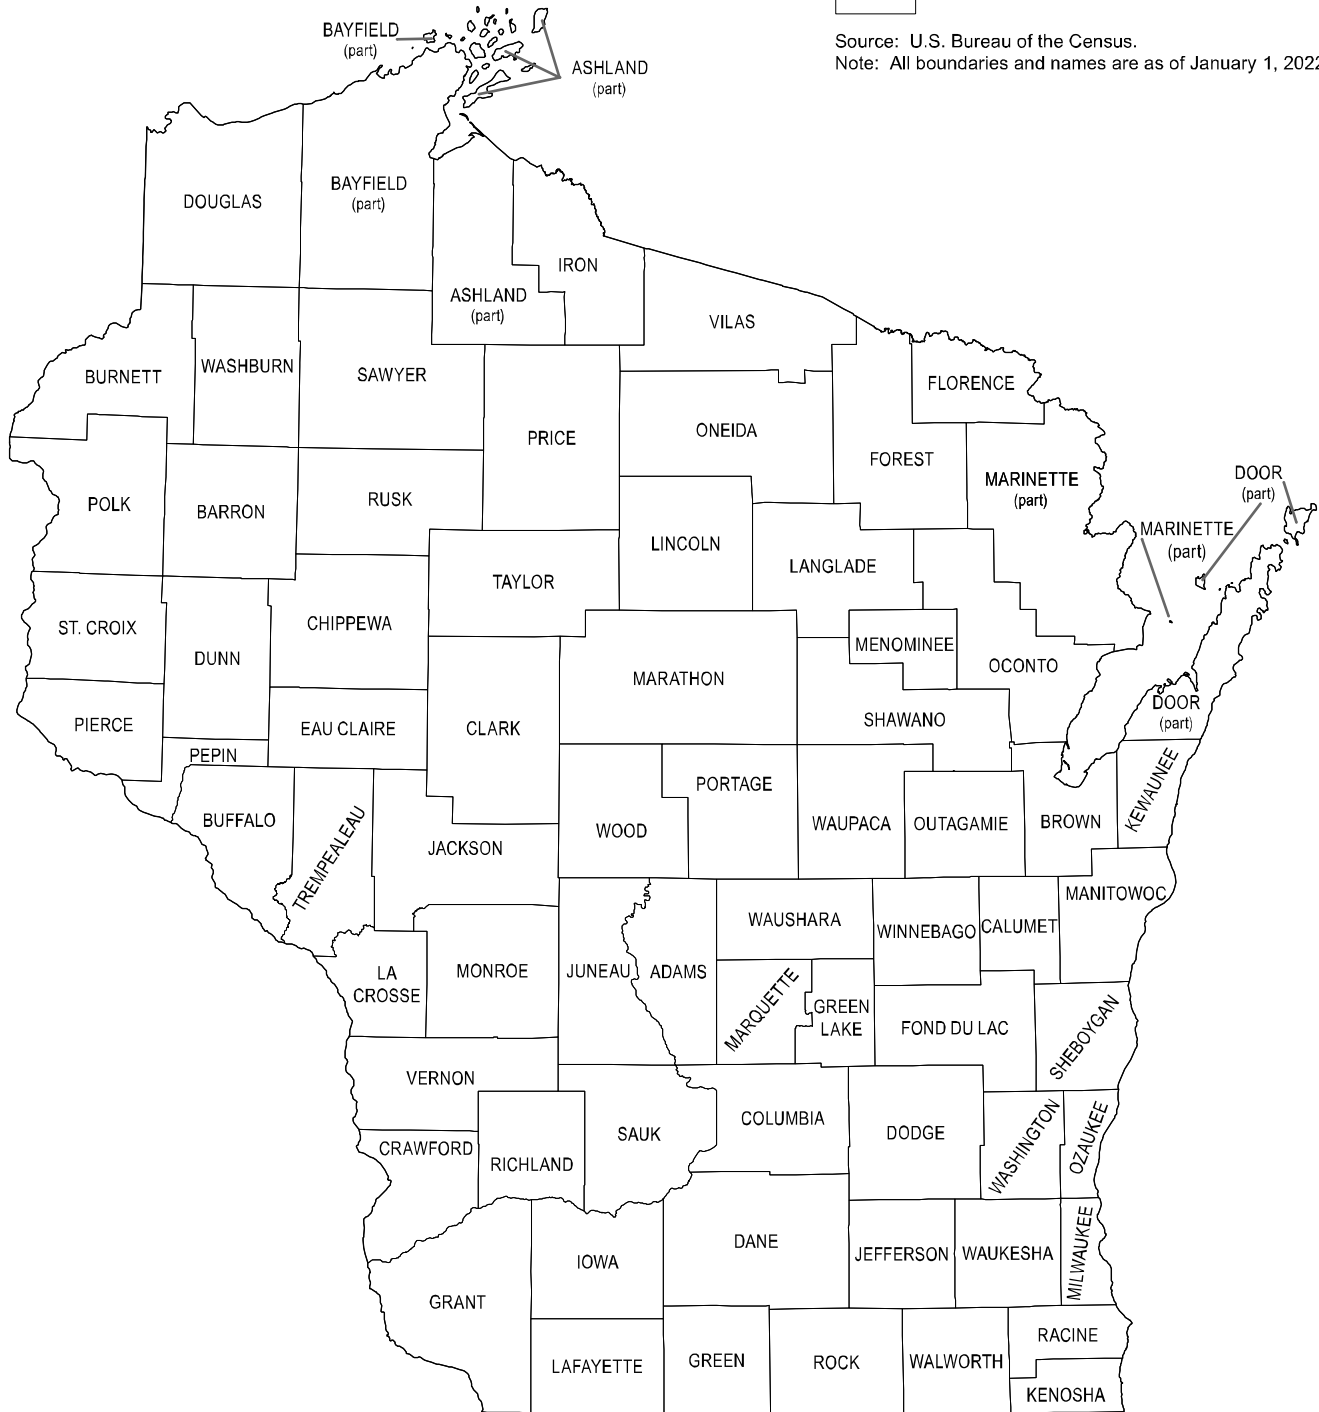 BAYFIELD
(part)
Source:  U.S. Bureau of the Census.
Note:  All boundaries and names are as of January 1, 2022
ASHLAND
(part)
DOUGLAS
BAYFIELD
(part)
IRON
ASHLAND
(part)
VILAS
BURNETT
WASHBURN
SAWYER
FLORENCE
PRICE
ONEIDA
FOREST
MARINETTE
(part)
DOOR
(part)
POLK
BARRON
RUSK
LINCOLN
MARINETTE
(part)
LANGLADE
TAYLOR
ST. CROIX
CHIPPEWA
DUNN
MENOMINEE
OCONTO
MARATHON
DOOR
(part)
PIERCE
EAU CLAIRE
CLARK
SHAWANO
PEPIN
PORTAGE
KEWAUNEE
BUFFALO
WOOD
WAUPACA
OUTAGAMIE
BROWN
TREMPEALEAU
JACKSON
MANITOWOC
WAUSHARA
WINNEBAGO
CALUMET
LA
CROSSE
MONROE
JUNEAU
ADAMS
MARQUETTE
GREEN
LAKE
FOND DU LAC
SHEBOYGAN
VERNON
COLUMBIA
DODGE
SAUK
WASHINGTON
OZAUKEE
CRAWFORD
RICHLAND
DANE
JEFFERSON
WAUKESHA
MILWAUKEE
IOWA
GRANT
RACINE
LAFAYETTE
GREEN
ROCK
WALWORTH
KENOSHA